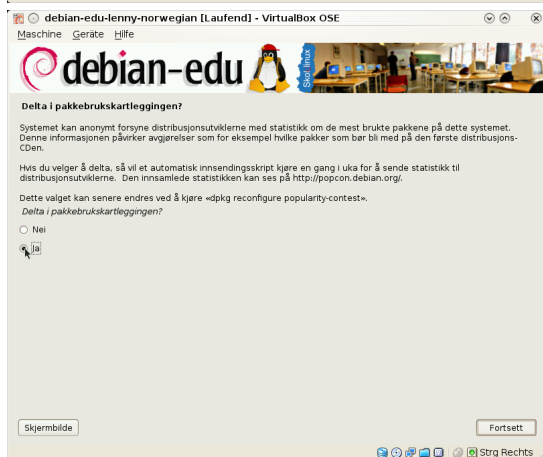 debian-edu-lenny-norwegian [Laufend] - VirtualBox OSE
Maschine Geräte Hilfe
debian-edu
Skolelinux
Delta i pakkebrukskartleggingen?
Systemet kan anonymt forsyne distribusjonsutviklerne med statistikk om de mest brukte pakkene på dette systemet.
Denne informasjonen påvirker avgjørelser som for eksempel hvilke pakker som bør bli med på den første distribusjons-
CDen.
Hvis du velger å delta, så vil et automatisk innsendingsskript kjøre en gang i uka for å sende statistikk til
distribusjonsutviklerne. Den innsamlede statistikken kan ses på http://popcon.debian.org/.
Dette valget kan senere endres ved å kjøre «dpkg reconfigure popularity-contest».
Delta i pakkebrukskartleggingen?
Nei
Ja
Skjermbilde
Fortsett
Strg Rechts